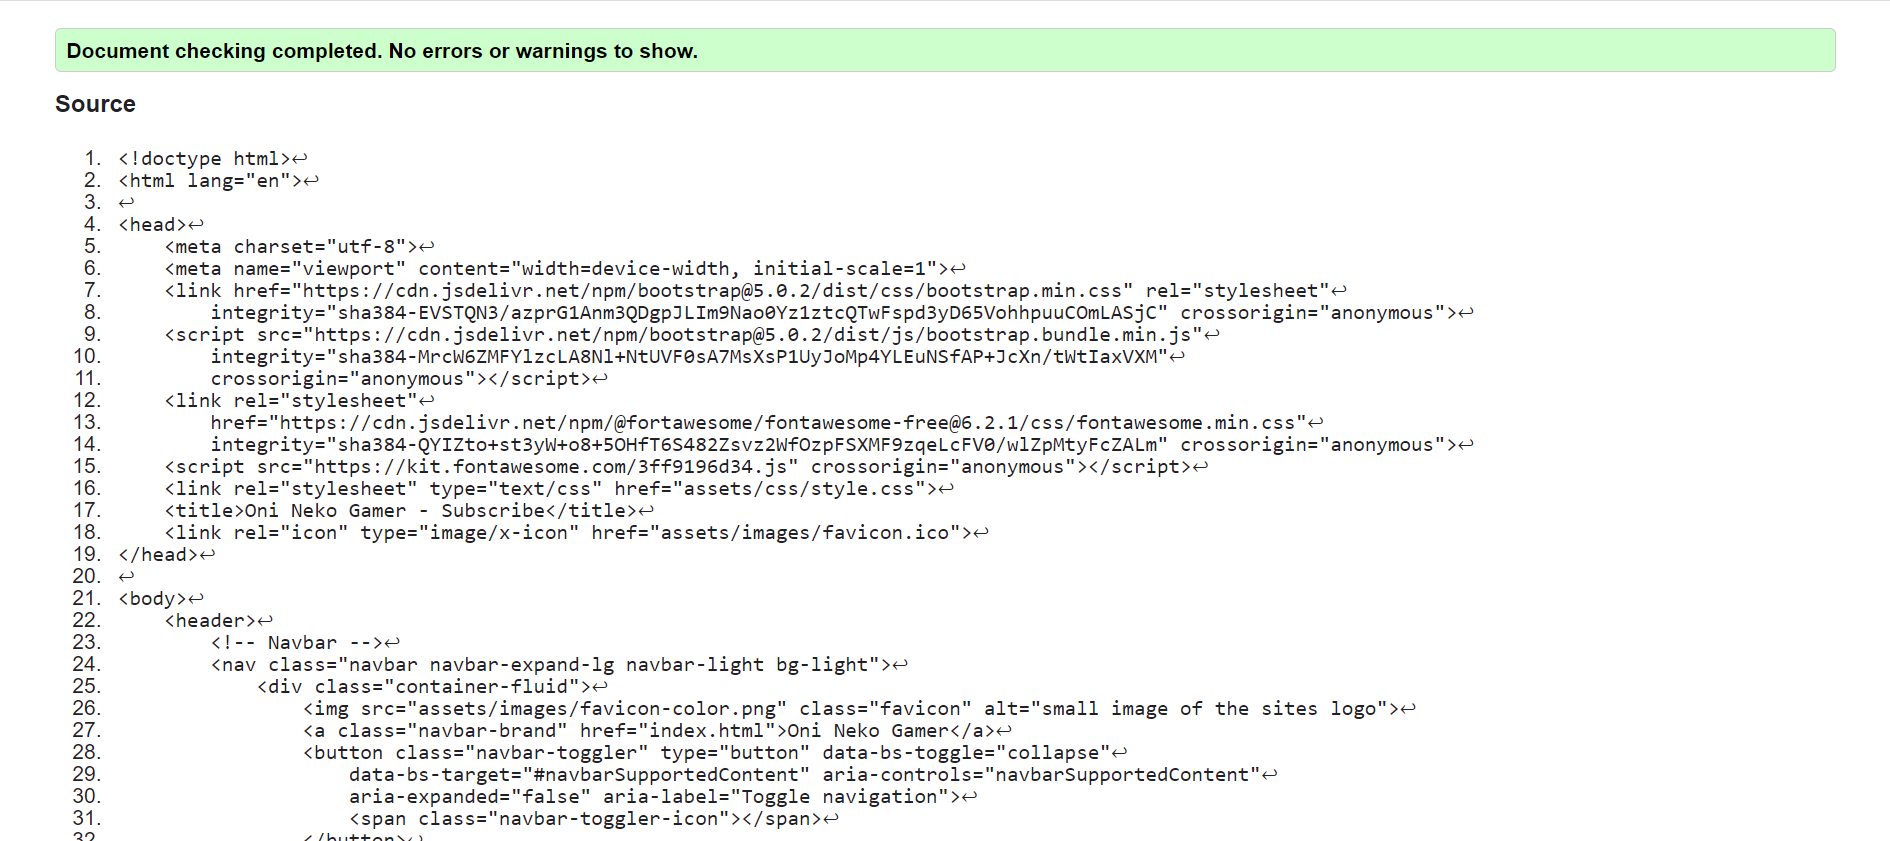 Document checking completed. No errors or warnings to show.
Source
1. <!doctype html>↩
2. <html lang="en">↩
3. ↩
4. <head>↩
5.     <meta charset="utf-8">↩
6.     <meta name="viewport" content="width=device-width, initial-scale=1">↩
7.     <link href="https://cdn.jsdelivr.net/npm/bootstrap@5.0.2/dist/css/bootstrap.min.css" rel="stylesheet"↩
8.         integrity="sha384-EVSTQN3/azprG1Anm3QDgpJLIm9Nao0Yz1ztcQTwFspd3yD65VohhpuuCOmLASjC" crossorigin="anonymous">↩
9.     <script src="https://cdn.jsdelivr.net/npm/bootstrap@5.0.2/dist/js/bootstrap.bundle.min.js"↩
10.         integrity="sha384-MrcW6ZMFYlzcLA8Nl+NtUVF0sA7MsXsP1UyJoMp4YLEuNSfAP+JcXn/tWtIaxVXM"↩
11.         crossorigin="anonymous"></script>↩
12.     <link rel="stylesheet"↩
13.         href="https://cdn.jsdelivr.net/npm/@fortawesome/fontawesome-free@6.2.1/css/fontawesome.min.css"↩
14.         integrity="sha384-QYIZto+st3yW+o8+5OHfT6S482Zsvz2WfOzpFSXMF9zqeLcFV0/wlZpMtyFcZALm" crossorigin="anonymous">↩
15.     <script src="https://kit.fontawesome.com/3ff9196d34.js" crossorigin="anonymous"></script>↩
16.     <link rel="stylesheet" type="text/css" href="assets/css/style.css">↩
17.     <title>Oni Neko Gamer - Subscribe</title>↩
18.     <link rel="icon" type="image/x-icon" href="assets/images/favicon.ico">↩
19. </head>↩
20. ↩
21. <body>↩
22.     <header>↩
23.         <!-- Navbar -->↩
24.         <nav class="navbar navbar-expand-lg navbar-light bg-light">↩
25.             <div class="container-fluid">↩
26.                 <img src="assets/images/favicon-color.png" class="favicon" alt="small image of the sites logo">↩
27.                 <a class="navbar-brand" href="index.html">Oni Neko Gamer</a>↩
28.                 <button class="navbar-toggler" type="button" data-bs-toggle="collapse"↩
29.                     data-bs-target="#navbarSupportedContent" aria-controls="navbarSupportedContent"↩
30.                     aria-expanded="false" aria-label="Toggle navigation">↩
31.                     <span class="navbar-toggler-icon"></span>↩
32.                 </button>↩